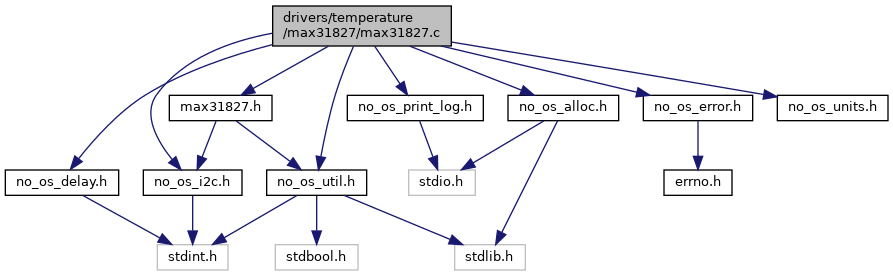 drivers/temperature
/max31827/max31827.c
max31827.h
no_os_print_log.h
no_os_alloc.h
no_os_error.h
no_os_units.h
no_os_delay.h
no_os_i2c.h
no_os_util.h
stdio.h
errno.h
stdint.h
stdbool.h
stdlib.h